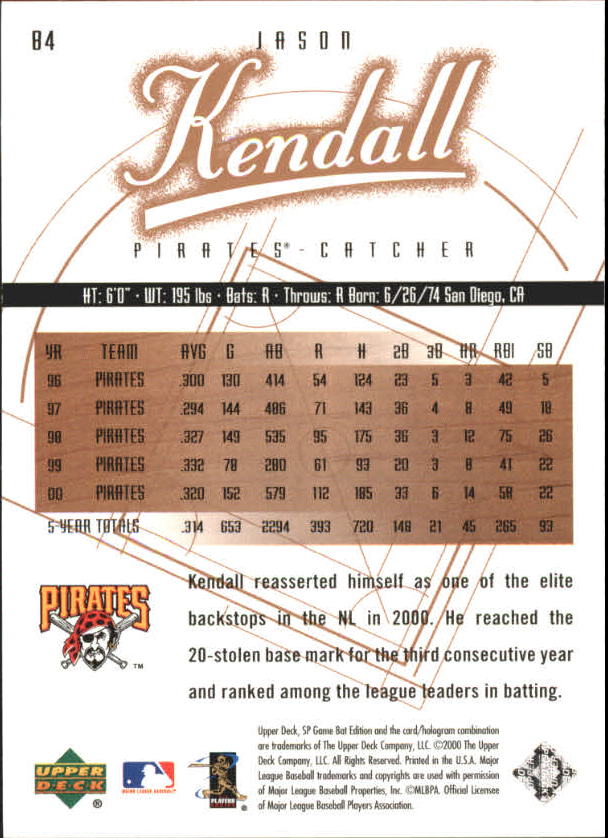 84
JASON
Kendall
PIRATES® - CATCHER
HT: 6'0" · WT: 195 lbs · Bats: R · Throws: R Born: 6/26/74 San Diego, CA
YR TEAM AVG G AB R H 2B 3B HR RBI SB
96 PIRATES .300 130 414 54 124 23 5 3 42 5
97 PIRATES .294 144 486 71 143 36 4 8 49 18
98 PIRATES .327 149 535 95 175 36 3 12 75 26
99 PIRATES .332 78 280 61 93 20 3 8 41 22
00 PIRATES .320 152 579 112 185 33 6 14 58 22
5-YEAR TOTALS .314 653 2294 393 720 148 21 45 265 93
PIRATES
TM
Kendall reasserted himself as one of the elite
backstops in the NL in 2000. He reached the
20-stolen base mark for the third consecutive year
and ranked among the league leaders in batting.
Upper Deck, SP Game Bat Edition and the card/hologram combination
are trademarks of The Upper Deck Company, LLC. ©2000 The Upper
Deck Company, LLC. All Rights Reserved. Printed in the U.S.A. Major
League Baseball trademarks and copyrights are used with permission
of Major League Baseball Properties, Inc. ©MLBPA. Official Licensee
of Major League Baseball Players Association.
UPPER
DECK
®
MAJOR LEAGUE BASEBALL
PLAYERS